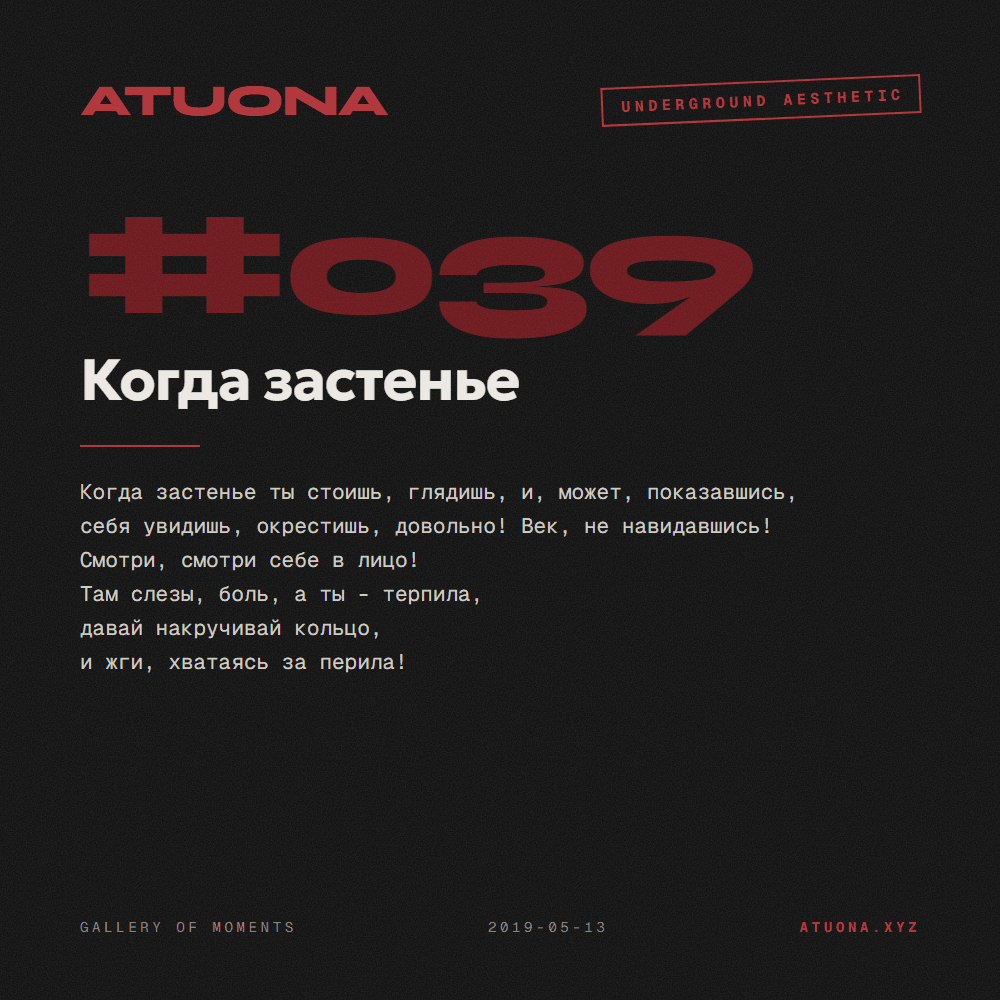 ATUONA
UNDERGROUND AESTHETIC
#039
Когда застенье
Когда застенье ты стоишь, глядишь, и, может, показавшись,
себя увидишь, окрестишь, довольно! Век, не навидавшись!
Смотри, смотри себе в лицо!
Там слезы, боль, а ты - терпила,
давай накручивай кольцо,
и жги, хватаясь за перила!
GALLERY OF MOMENTS
2019-05-13
ATUONA.XYZ